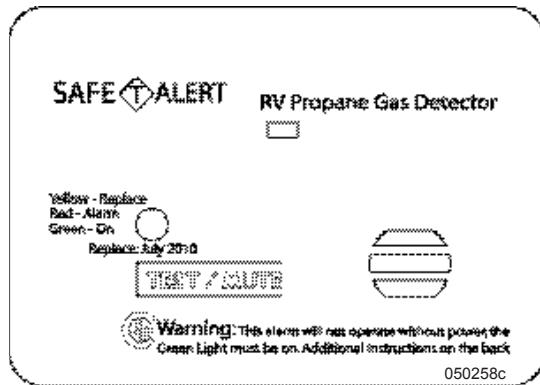 SAFE T ALERT
RV Propane Gas Detector
Yellow - Replace
Red - Alarm
Green - On
Replace: July 2010
TEST / MUTE
Warning: This alarm will not operate without power, the
Green Light must be on. Additional instructions on the back
050258c